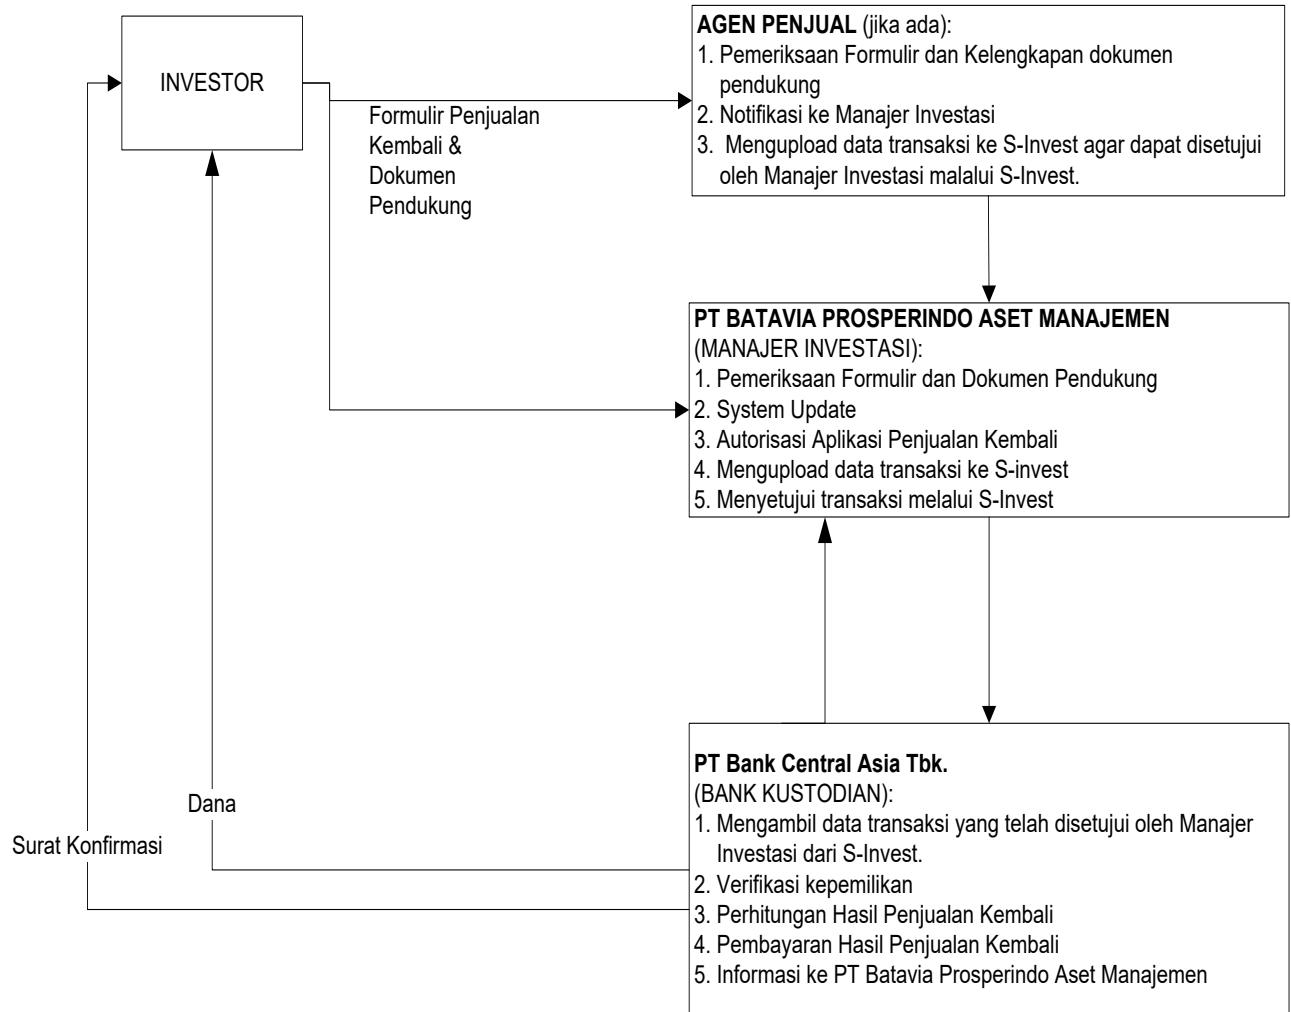 INVESTOR
Formulir Penjualan
Kembali &
Dokumen
Pendukung
AGEN PENJUAL (jika ada):
1. Pemeriksaan Formulir dan Kelengkapan dokumen
pendukung
2. Notifikasi ke Manajer Investasi
3. Mengupload data transaksi ke S-Invest agar dapat disetujui
oleh Manajer Investasi malalui S-Invest.
PT BATAVIA PROSPERINDO ASET MANAJEMEN
(MANAJER INVESTASI):
1. Pemeriksaan Formulir dan Dokumen Pendukung
2. System Update
3. Autorisasi Aplikasi Penjualan Kembali
4. Mengupload data transaksi ke S-invest
5. Menyetujui transaksi melalui S-Invest
PT Bank Central Asia Tbk.
(BANK KUSTODIAN):
1. Mengambil data transaksi yang telah disetujui oleh Manajer
Investasi dari S-Invest.
2. Verifikasi kepemilikan
3. Perhitungan Hasil Penjualan Kembali
4. Pembayaran Hasil Penjualan Kembali
5. Informasi ke PT Batavia Prosperindo Aset Manajemen
Dana
Surat Konfirmasi